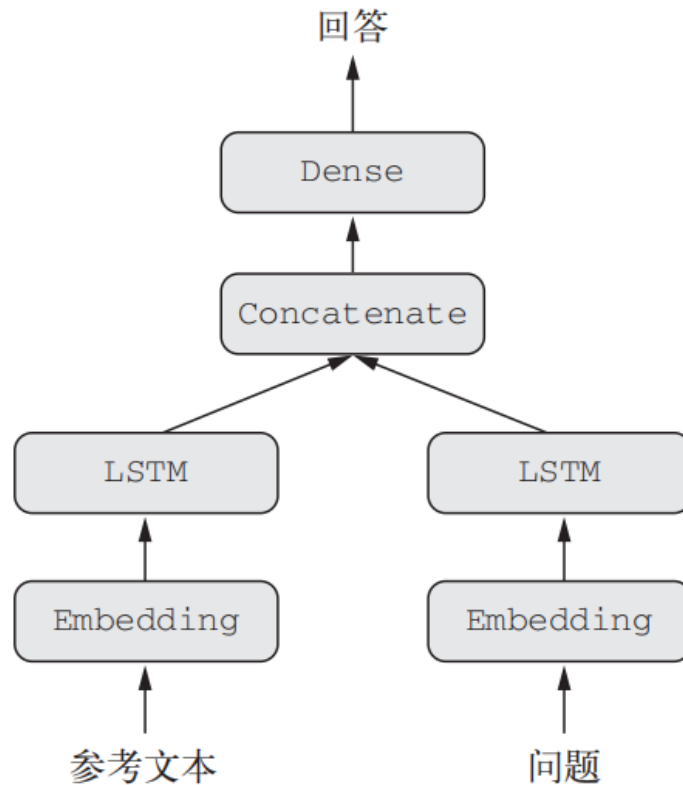 回答
Dense
Concatenate
LSTM LSTM
Embedding Embedding
参考文本 问题